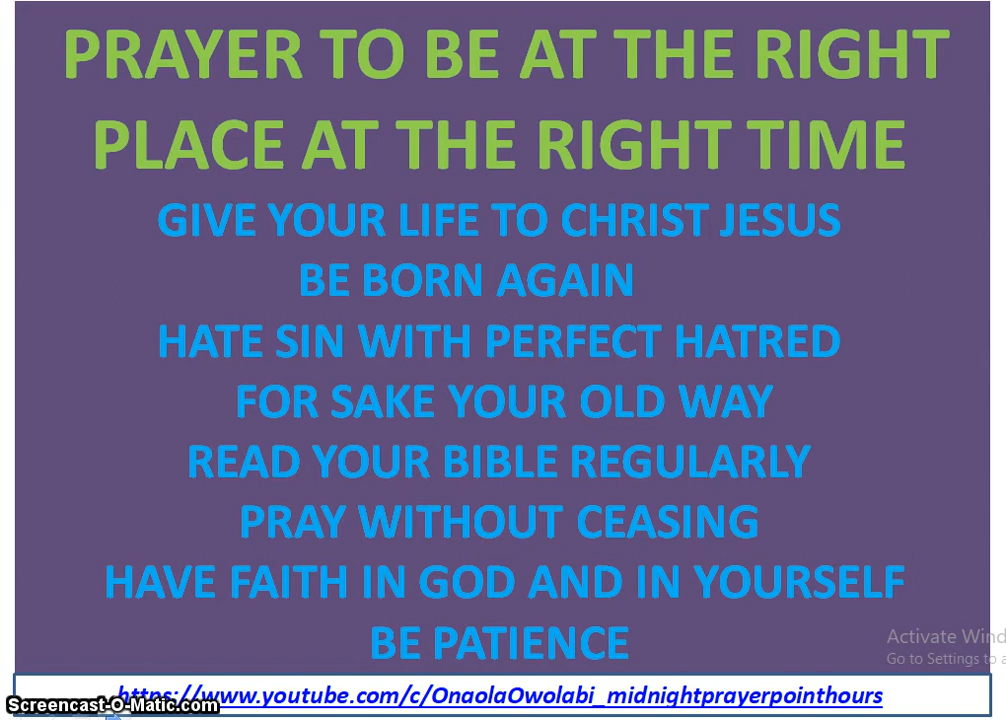 PRAYER TO BE AT THE RIGHT
PLACE AT THE RIGHT TIME
GIVE YOUR LIFE TO CHRIST JESUS
BE BORN AGAIN
HATE SIN WITH PERFECT HATRED
FOR SAKE YOUR OLD WAY
READ YOUR BIBLE REGULARLY
PRAY WITHOUT CEASING
HAVE FAITH IN GOD AND IN YOURSELF
BE PATIENCE
Activate Wind
Go to Settings to a
https://www.youtube.com/c/OnaolaOwolabi_midnightprayerpointhours
Screencast-O-Matic.com